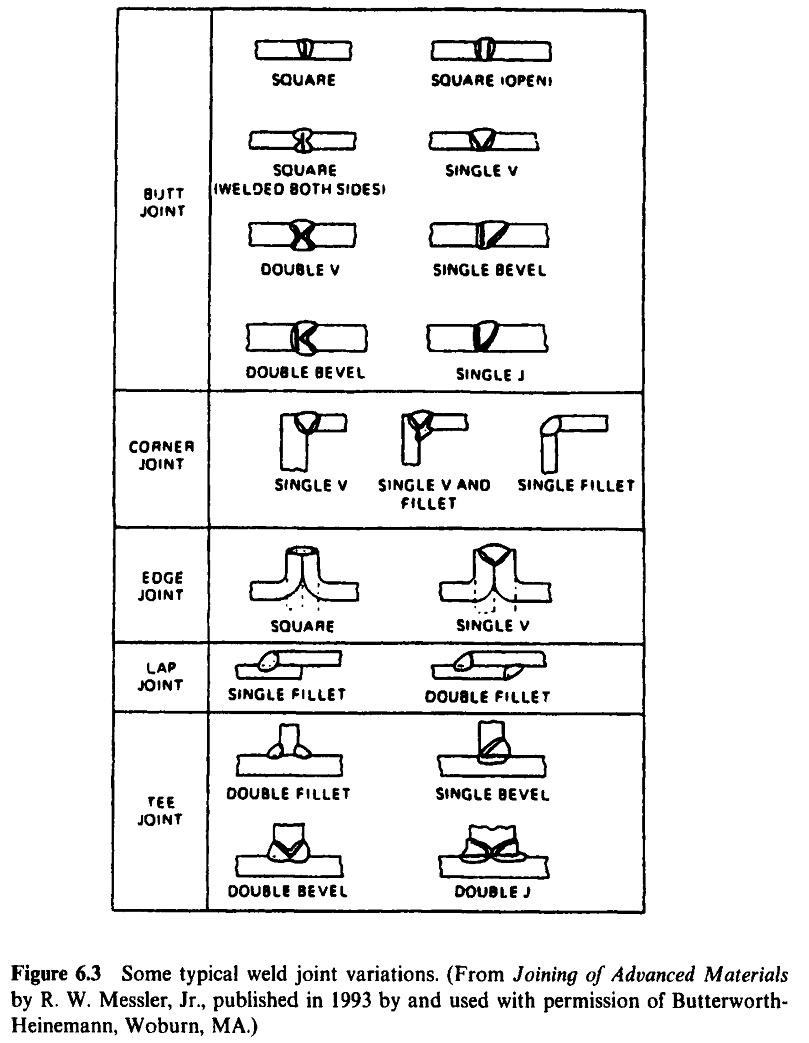 SQUARE
SQUARE (OPEN)
SQUARE
(WELDED BOTH SIDES)
SINGLE V
BUTT
JOINT
DOUBLE V
SINGLE BEVEL
DOUBLE BEVEL
SINGLE J
CORNER
JOINT
SINGLE V
SINGLE V AND
FILLET
SINGLE FILLET
EDGE
JOINT
SQUARE
SINGLE V
LAP
JOINT
SINGLE FILLET
DOUBLE FILLET
TEE
JOINT
DOUBLE FILLET
SINGLE BEVEL
DOUBLE BEVEL
DOUBLE J
Figure 6.3 Some typical weld joint variations. (From Joining of Advanced Materials
by R. W. Messler, Jr., published in 1993 by and used with permission of Butterworth-
Heinemann, Woburn, MA.)